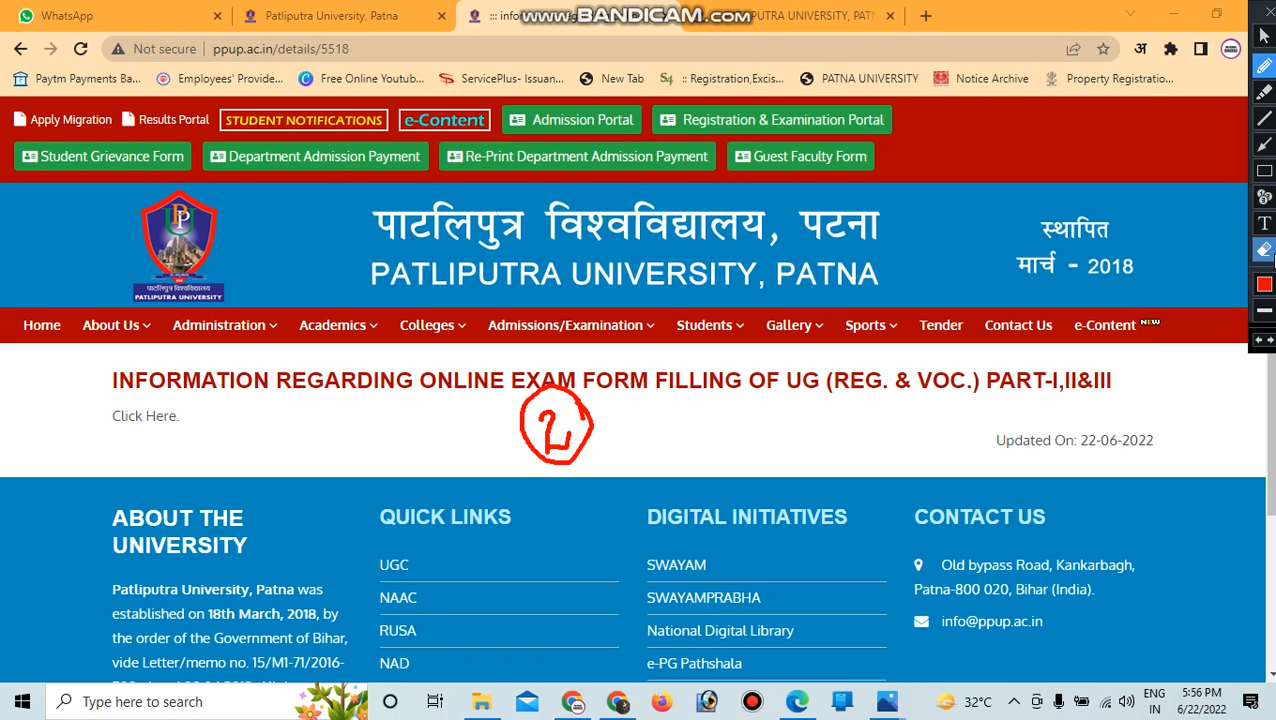 WhatsApp
Patliputra University, Patna
::: info
www.BANDICAM.com
PUTRA UNIVERSITY, PATN
Not secure
ppup.ac.in/details/5518
अ
Paytm Payments Ba...
Employees' Provide...
Free Online Youtub...
ServicePlus- Issuan...
New Tab
:: Registration,Excis...
PATNA UNIVERSITY
Notice Archive
Property Registratio...
Apply Migration
Results Portal
STUDENT NOTIFICATIONS
e-Content
Admission Portal
Registration & Examination Portal
Student Grievance Form
Department Admission Payment
Re-Print Department Admission Payment
Guest Faculty Form
पाटलिपुत्र विश्वविद्यालय, पटना
PATLIPUTRA UNIVERSITY, PATNA
स्थापित
मार्च - 2018
पाटलिपुत्र विश्वविद्यालय
PATLIPUTRA UNIVERSITY
Home
About Us
Administration
Academics
Colleges
Admissions/Examination
Students
Gallery
Sports
Tender
Contact Us
e-Content NEW
INFORMATION REGARDING ONLINE EXAM FORM FILLING OF UG (REG. & VOC.) PART-I,II&III
Click Here.
Updated On: 22-06-2022
ABOUT THE
UNIVERSITY
Patliputra University, Patna was
established on 18th March, 2018, by
the order of the Government of Bihar,
vide Letter/memo no. 15/M1-71/2016-
QUICK LINKS
UGC
NAAC
RUSA
NAD
DIGITAL INITIATIVES
SWAYAM
SWAYAMPRABHA
National Digital Library
e-PG Pathshala
CONTACT US
Old bypass Road, Kankarbagh,
Patna-800 020, Bihar (India).
info@ppup.ac.in
Type here to search
32°C
ENG
IN
5:56 PM
6/22/2022